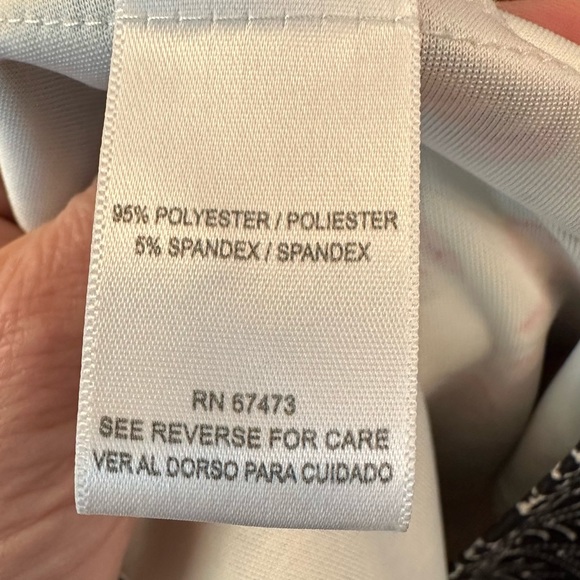 95% POLYESTER / POLIESTER
5% SPANDEX / SPANDEX
RN 67473
SEE REVERSE FOR CARE
VER AL DORSO PARA CUIDADO